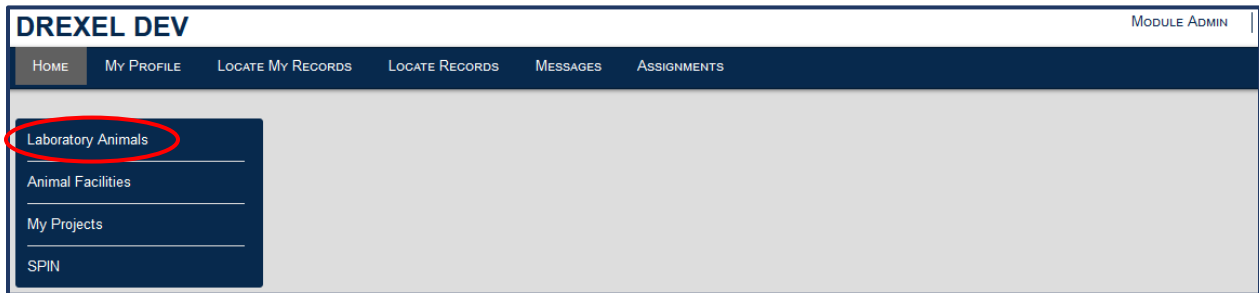 DREXEL DEV
Module Admin
Home My Profile Locate My Records Locate Records Messages Assignments
Laboratory Animals
Animal Facilities
My Projects
SPIN